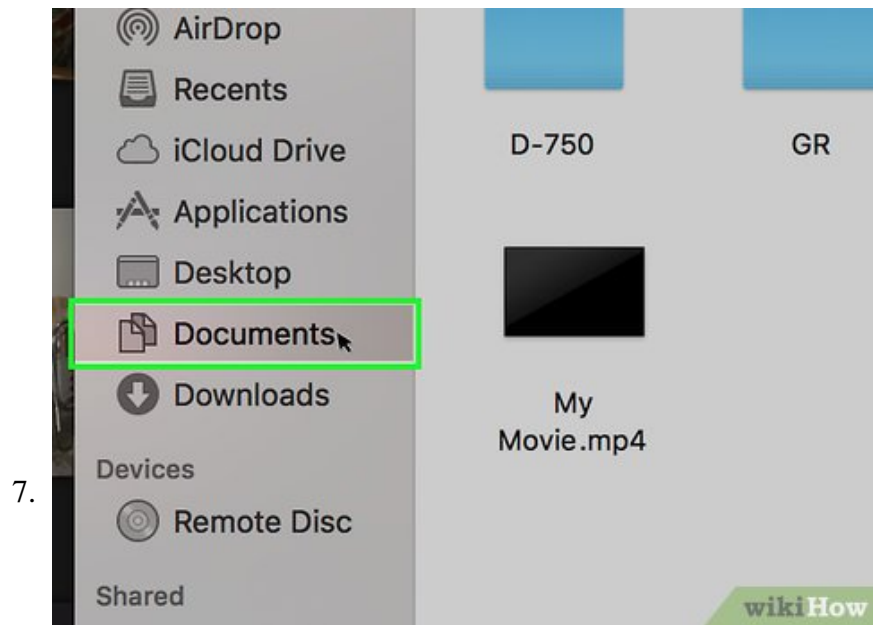 AirDrop
Recents
iCloud Drive
Applications
Desktop
Documents
Downloads
Devices
Remote Disc
Shared
D-750
GR
My
Movie.mp4
7.
wikiHow